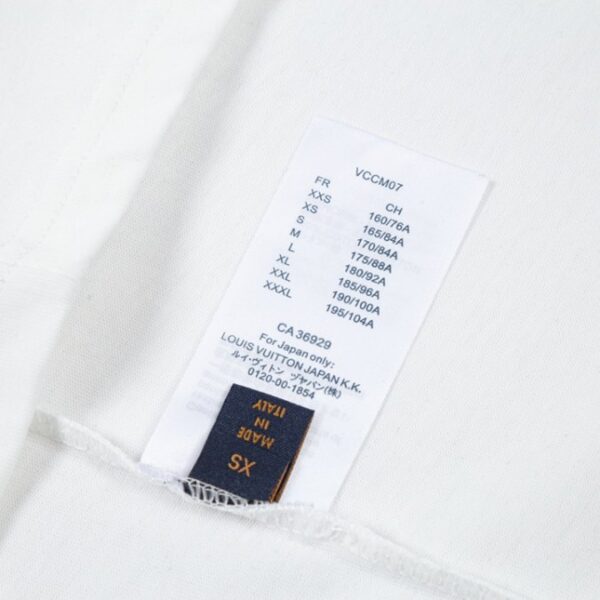 VCCM07
FR CH
XXS 160/76A
XS 165/84A
S 170/84A
M 175/88A
L 180/92A
XL 185/96A
XXL 190/100A
XXXL 195/104A
CA 36929
For Japan only:
LOUIS VUITTON JAPAN K.K.
ルイ・ヴィトン ジャパン(株)
0120-00-1854
MADE
IN
ITALY
XS